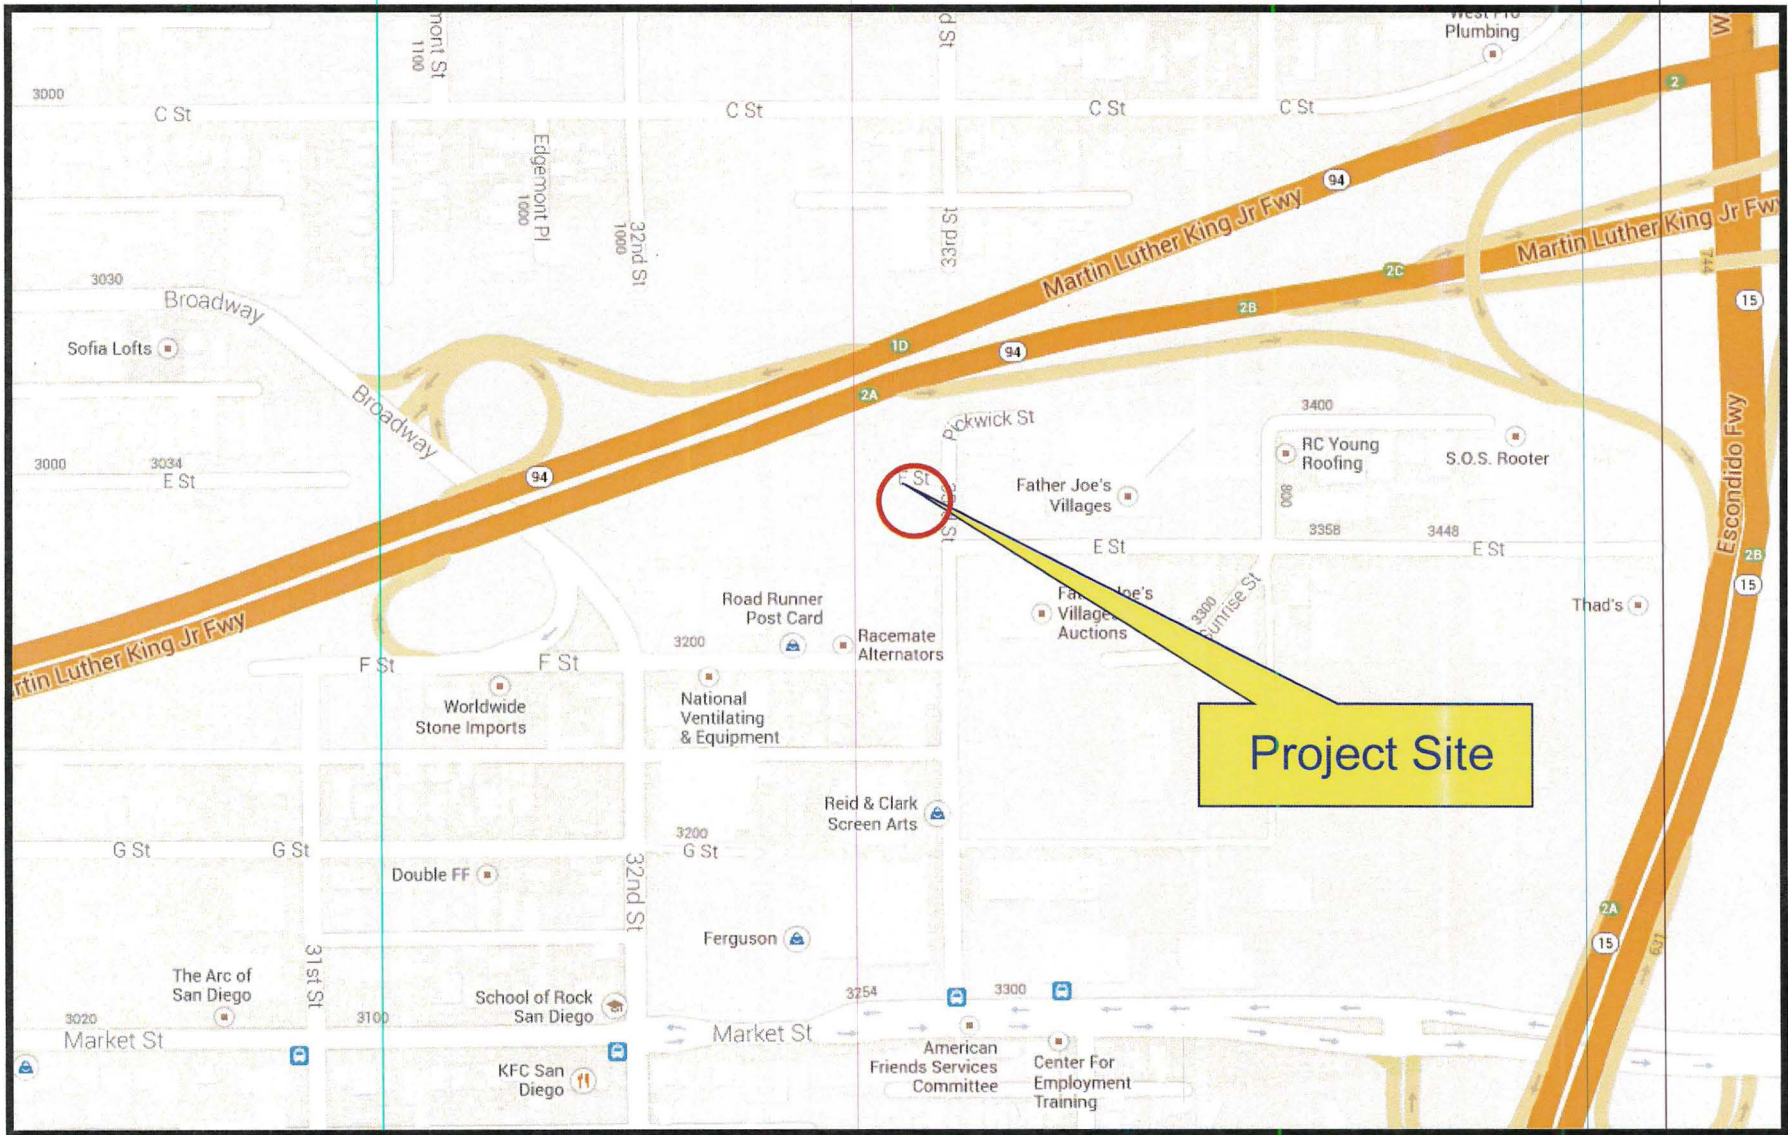 mont St
1100
d St
Plumbing
3000
C St
C St
C St
C St
2
Edgemont Pl
1000
32nd St
1000
33rd St
94
Martin Luther King Jr Fwy
Martin Luther King Jr Fwy
744
2C
2B
15
3030
Broadway
Sofia Lofts
1D
94
2A
Broadway
Pickwick St
3400
RC Young
Roofing
S.O.S. Rooter
Escondido Fwy
3000
3034
E St
94
E St
Father Joe's
Villages
800
3358
3448
E St
E St
2B
15
Thad's
Road Runner
Post Card
Racemate
Alternators
Auctions
3300
Sunrise St
rtin Luther King Jr Fwy
F St
F St
3200
Worldwide
Stone Imports
National
Ventilating
& Equipment
Project Site
Reid & Clark
Screen Arts
G St
G St
3200
G St
Double FF
32nd St
Ferguson
2A
15
631
31st St
The Arc of
San Diego
School of Rock
San Diego
3254
3300
3020
Market St
3100
Market St
KFC San
Diego
American
Friends Services
Committee
Center For
Employment
Training